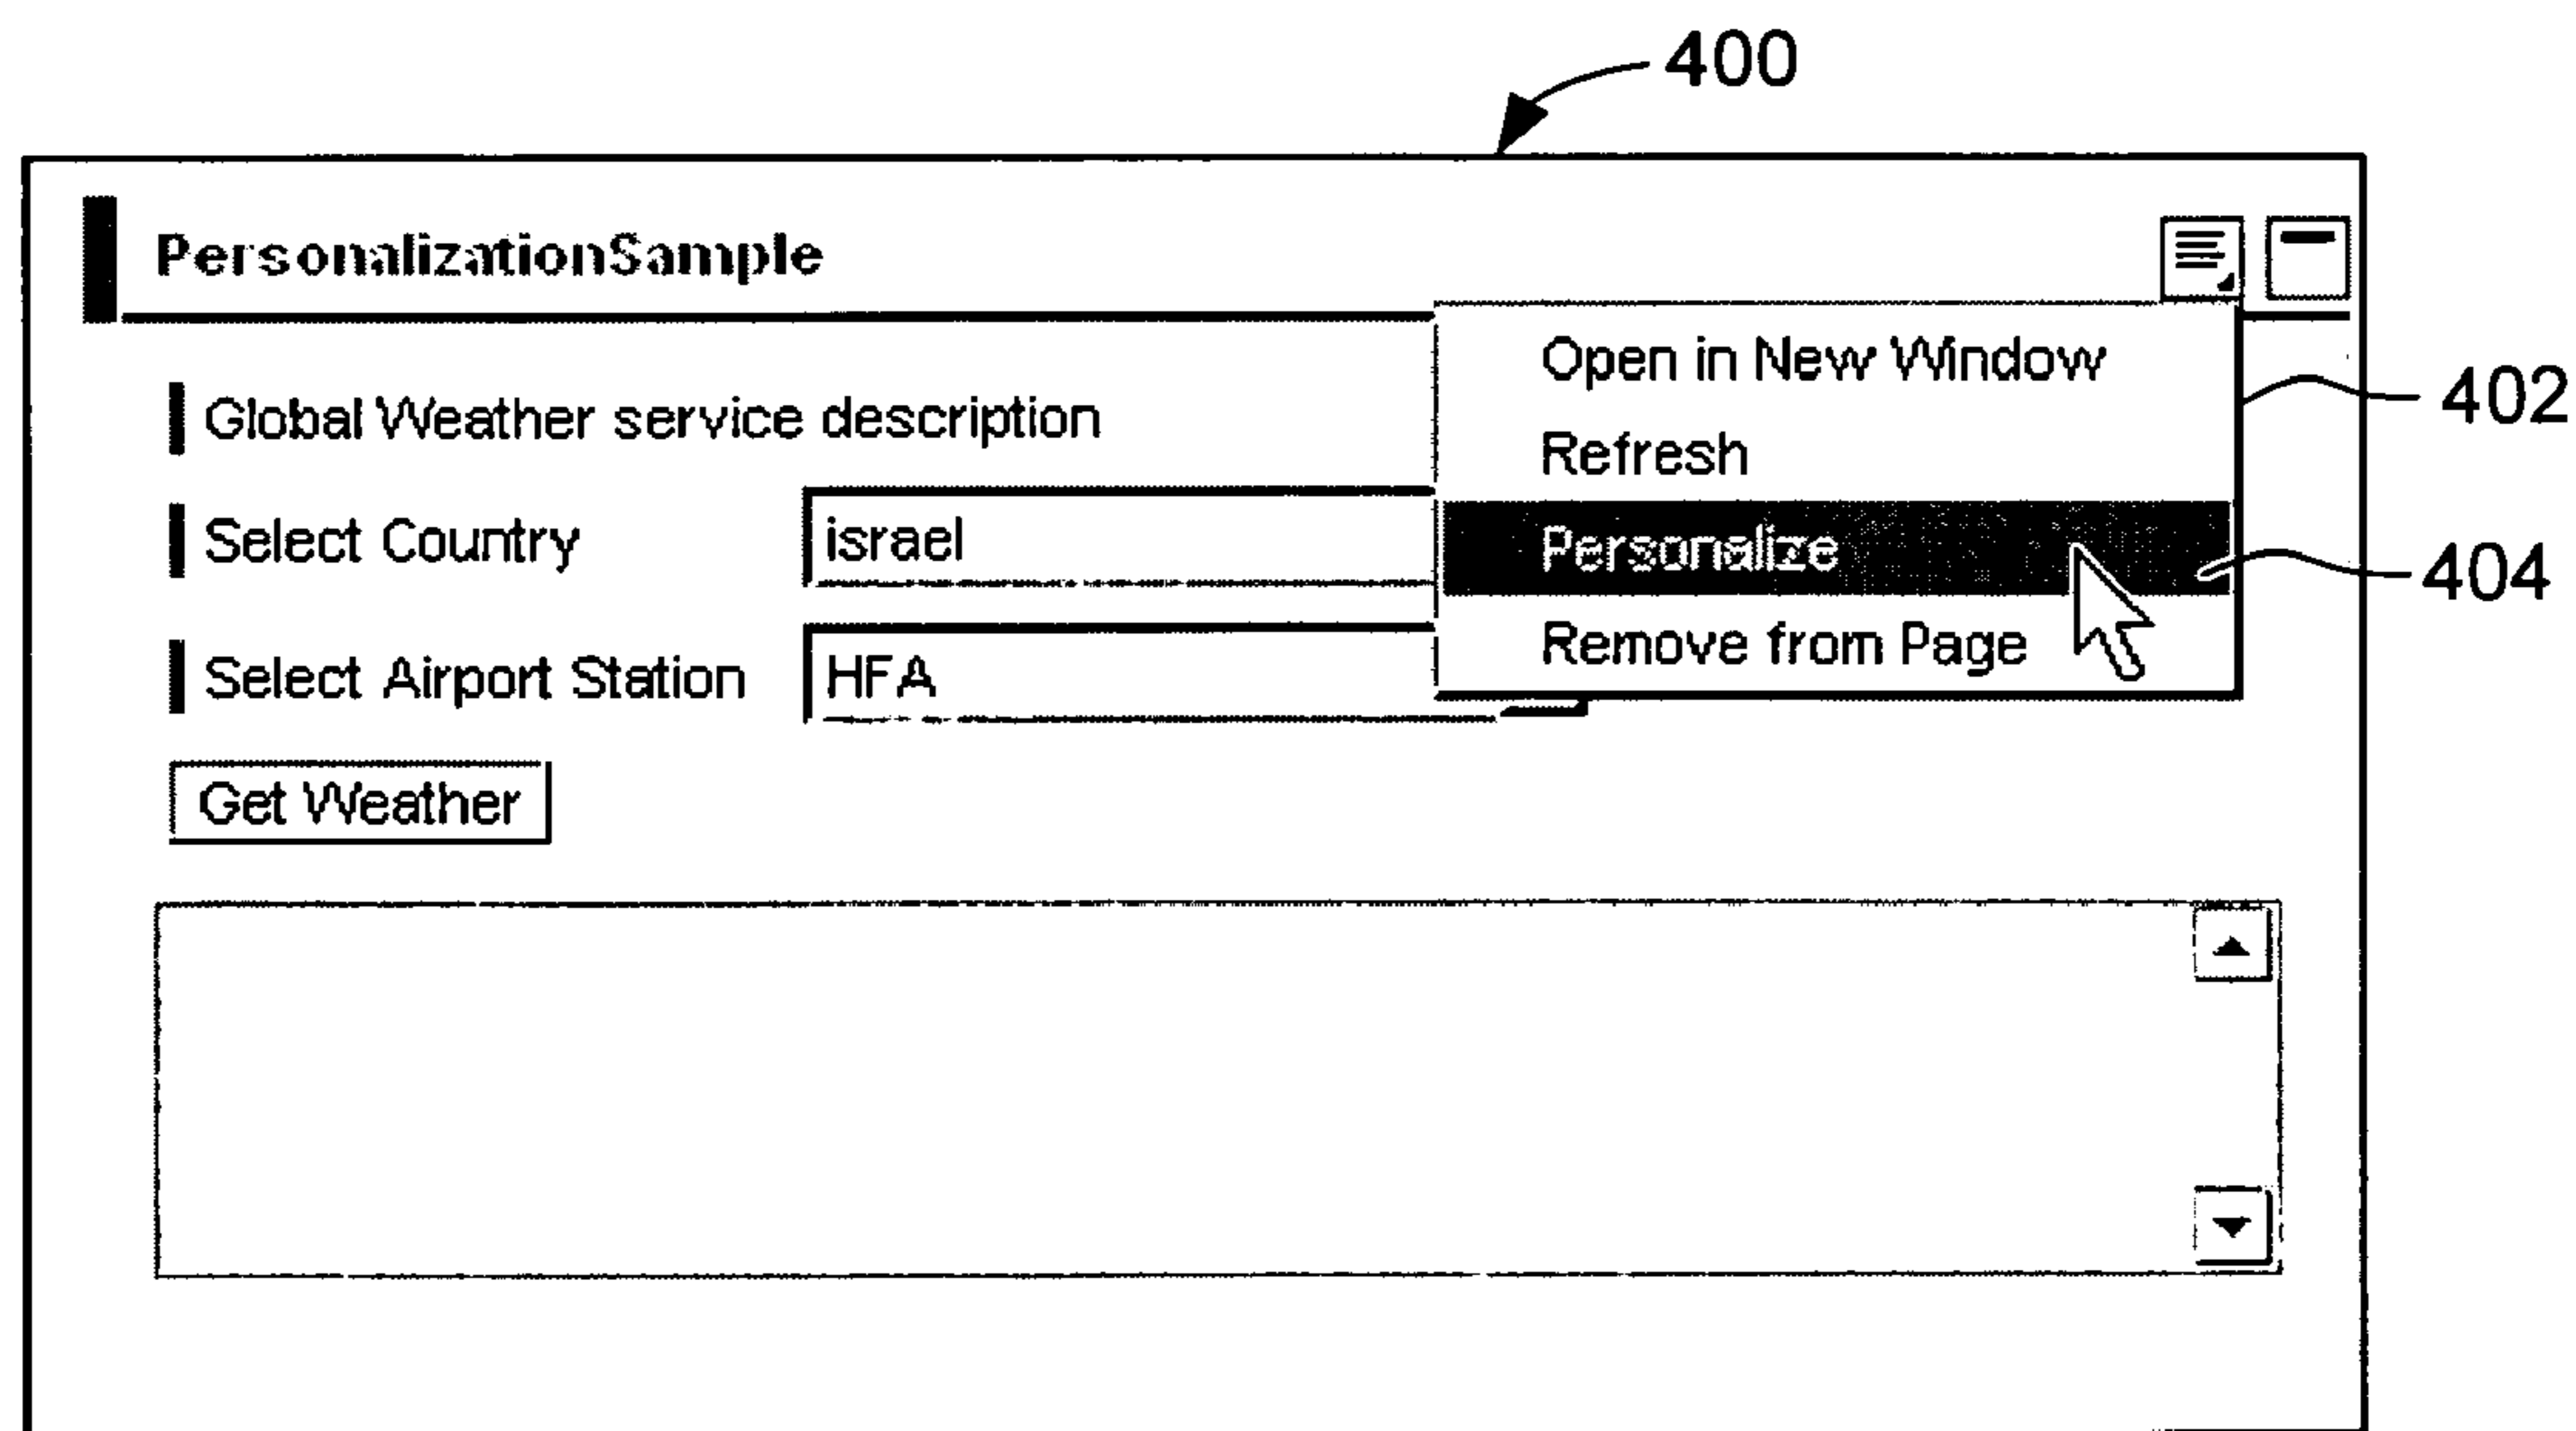 400
PersonalizationSample
Open in New Window
402
Global Weather service description
Refresh
Select Country
israel
Personalize
404
Select Airport Station
HFA
Remove from Page
Get Weather